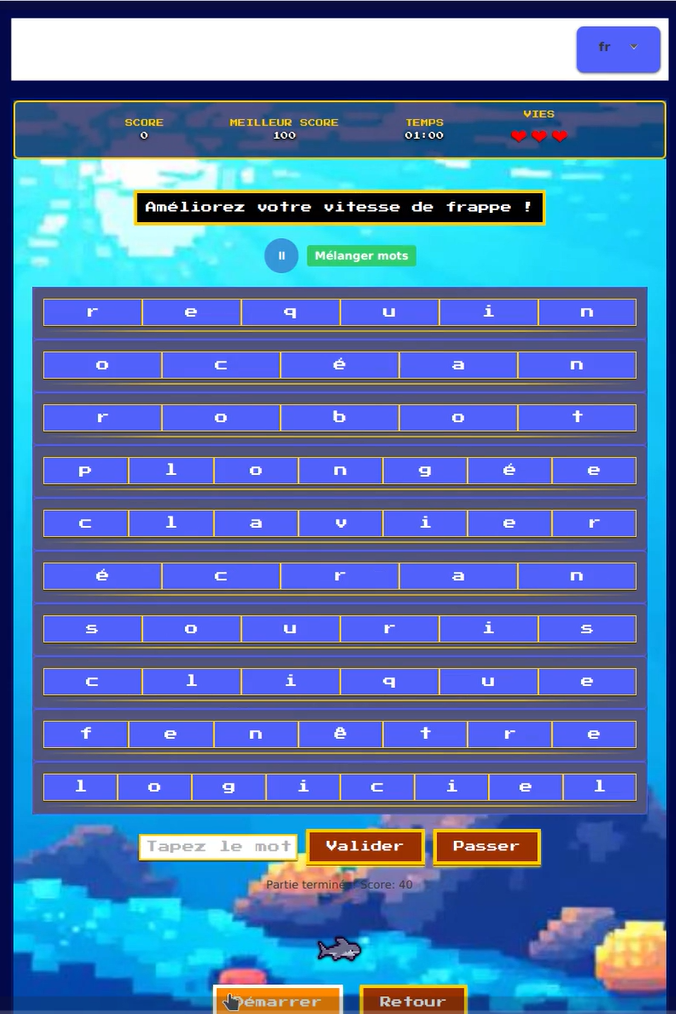 fr
SCORE MEILLEUR SCORE TEMPS VIES
0 100 01:00
Améliorez votre vitesse de frappe !
Mélanger mots
r e q u i n
o c é a n
r o b o t
p l o n g é e
c l a v i e r
é c r a n
s o u r i s
c l i q u e
f e n ê t r e
l o g i c i e l
Tapez le mot Valider Passer
Partie terminée. Score: 40
Démarrer Retour